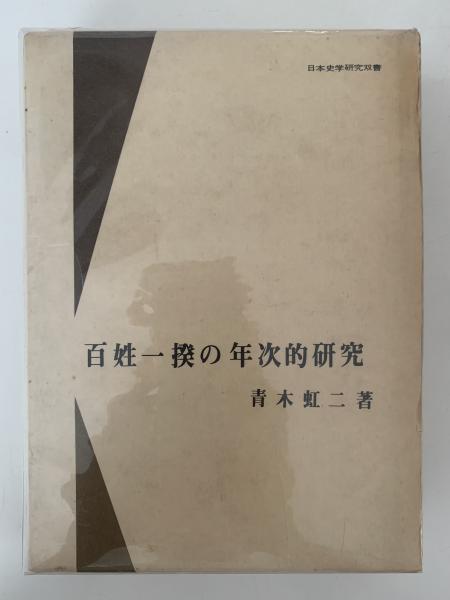 日本史学研究双書
百姓一揆の年次的研究
青木虹二著